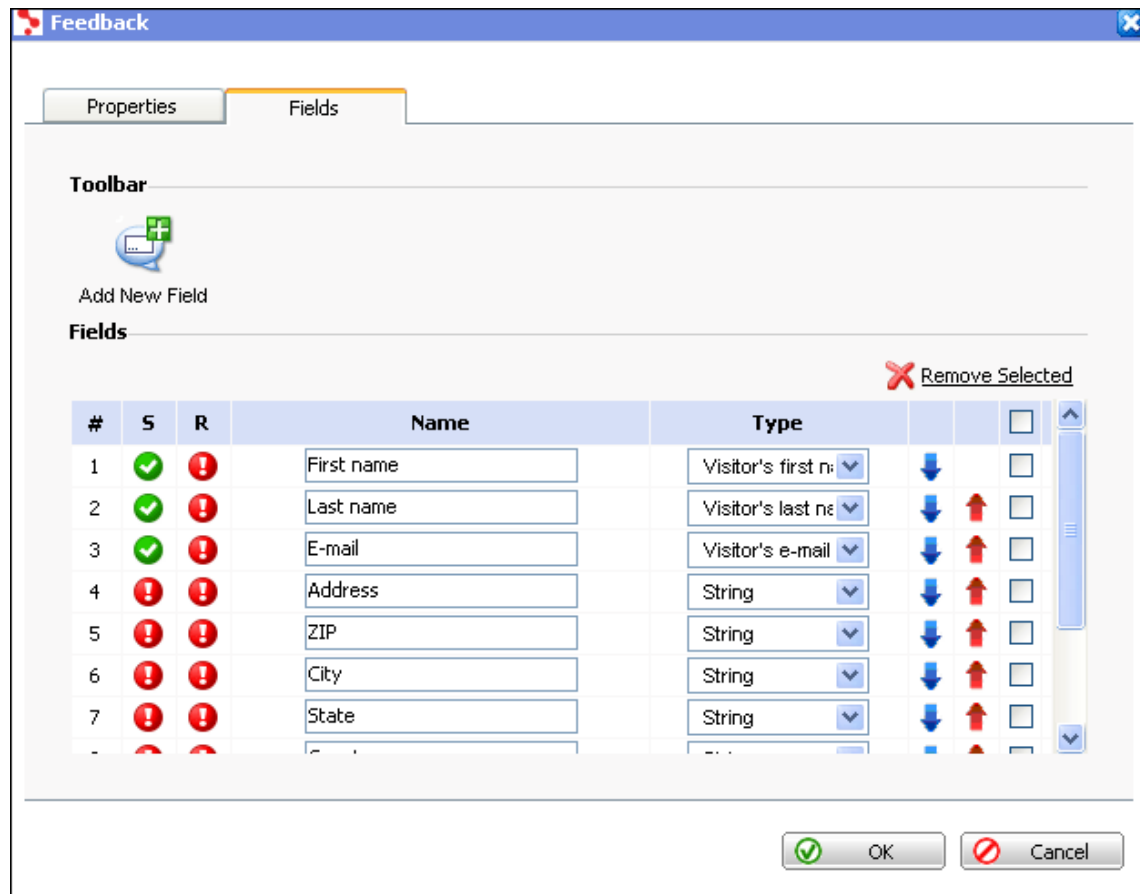 Feedback
Properties Fields
Toolbar
Add New Field
Fields
Remove Selected
# S R Name Type
1 First name Visitor's first n
2 Last name Visitor's last ne
3 E-mail Visitor's e-mail
4 Address String
5 ZIP String
6 City String
7 State String
OK Cancel